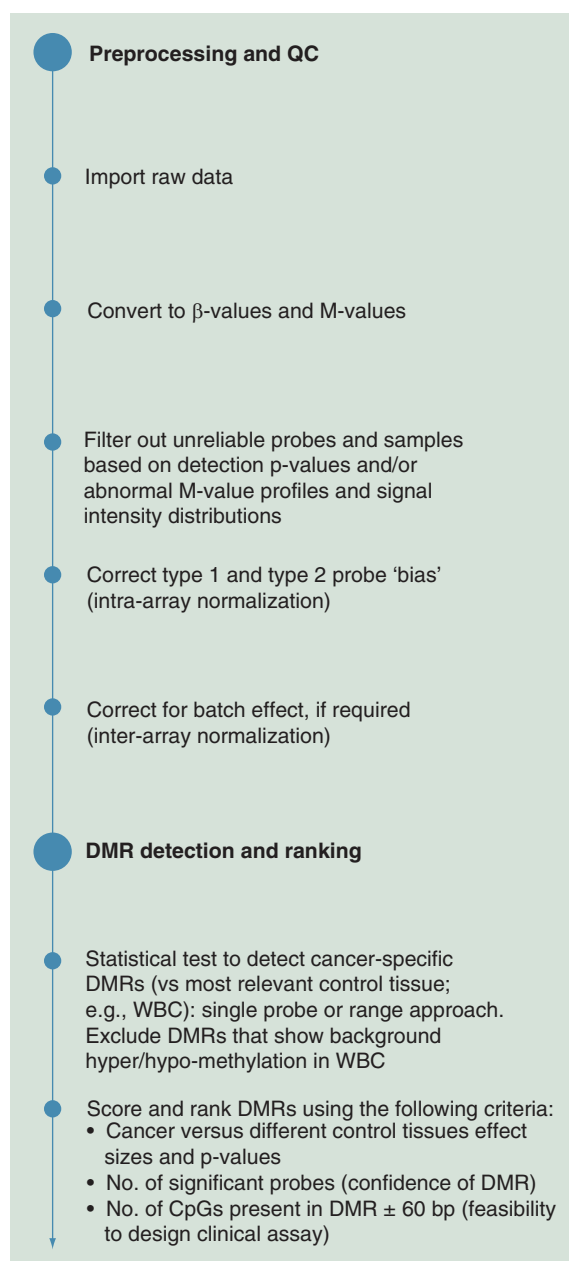 Preprocessing and QC
Import raw data
Convert to β-values and M-values
Filter out unreliable probes and samples
based on detection p-values and/or
abnormal M-value profiles and signal
intensity distributions
Correct type 1 and type 2 probe ‘bias’
(intra-array normalization)
Correct for batch effect, if required
(inter-array normalization)
DMR detection and ranking
Statistical test to detect cancer-specific
DMRs (vs most relevant control tissue;
e.g., WBC): single probe or range approach.
Exclude DMRs that show background
hyper/hypo-methylation in WBC
Score and rank DMRs using the following criteria:
• Cancer versus different control tissues effect
sizes and p-values
• No. of significant probes (confidence of DMR)
• No. of CpGs present in DMR ± 60 bp (feasibility
to design clinical assay)